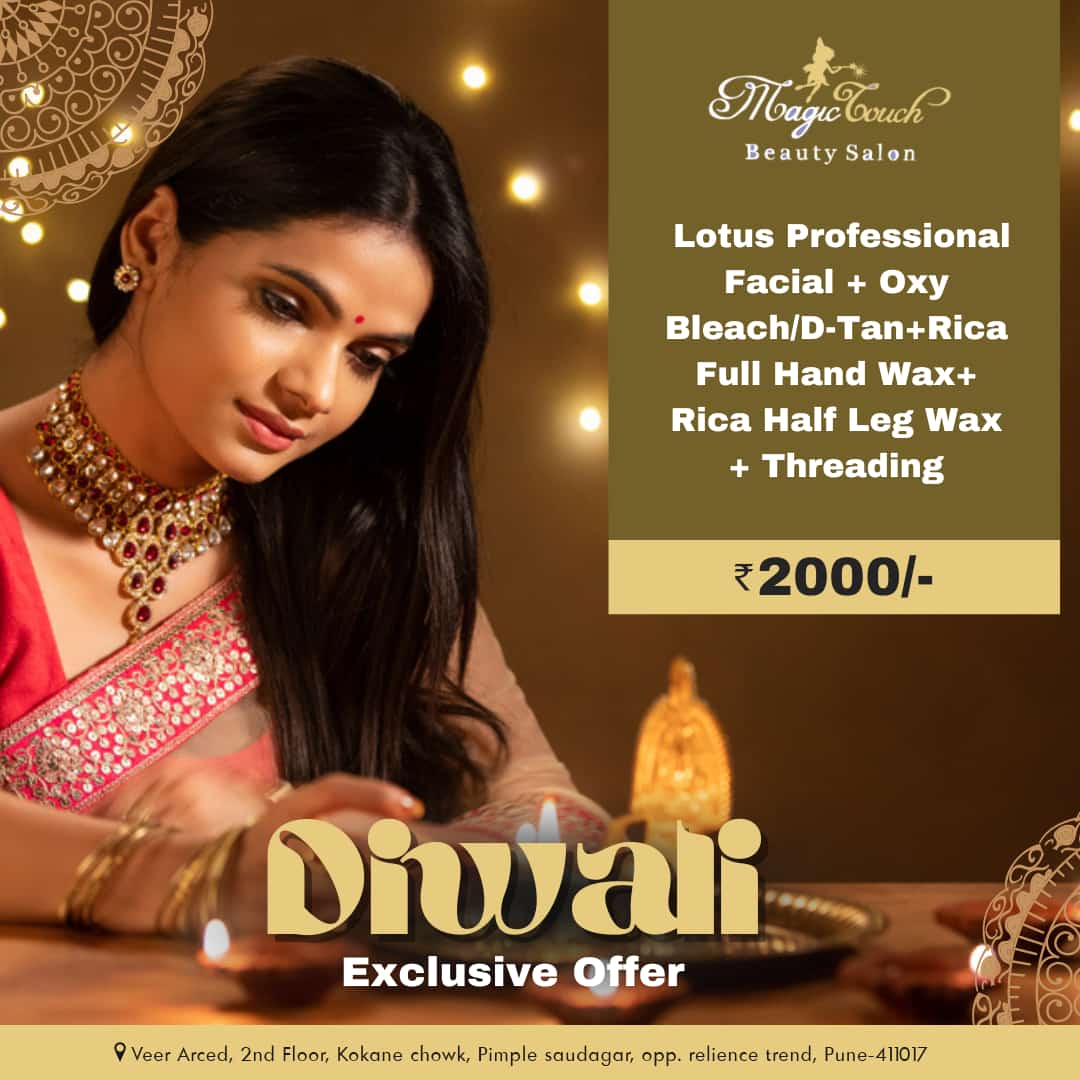 Magic Touch
Beauty Salon
Lotus Professional
Facial + Oxy
Bleach/D-Tan+Rica
Full Hand Wax+
Rica Half Leg Wax
+ Threading
₹2000/-
Diwali
Exclusive Offer
Veer Arced, 2nd Floor, Kokane chowk, Pimple saudagar, opp. relience trend, Pune-411017